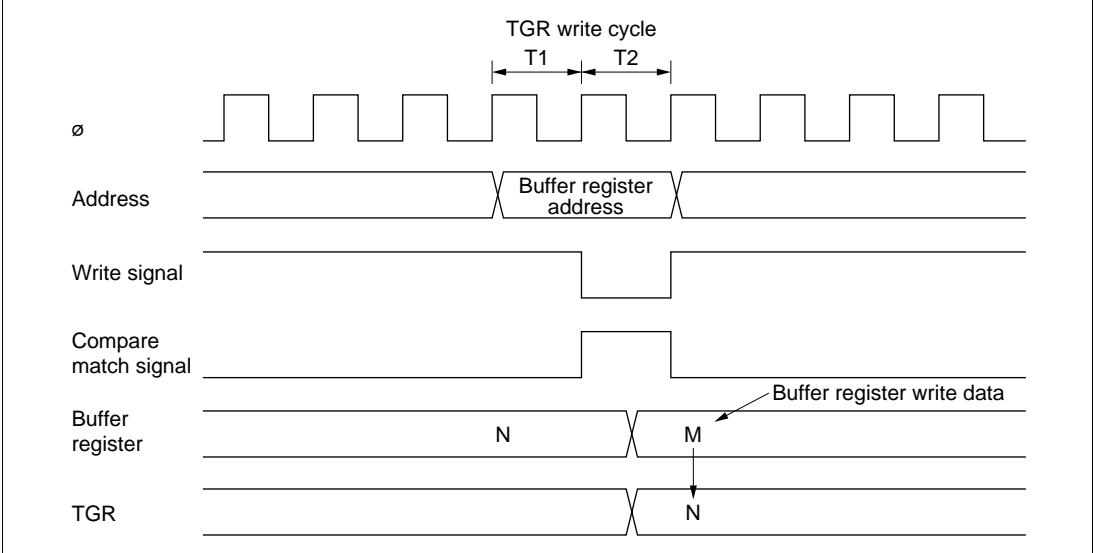 TGR write cycle
T1 T2
ø
Address
Buffer register
address
Write signal
Compare
match signal
Buffer register write data
Buffer
register
N M
TGR
N